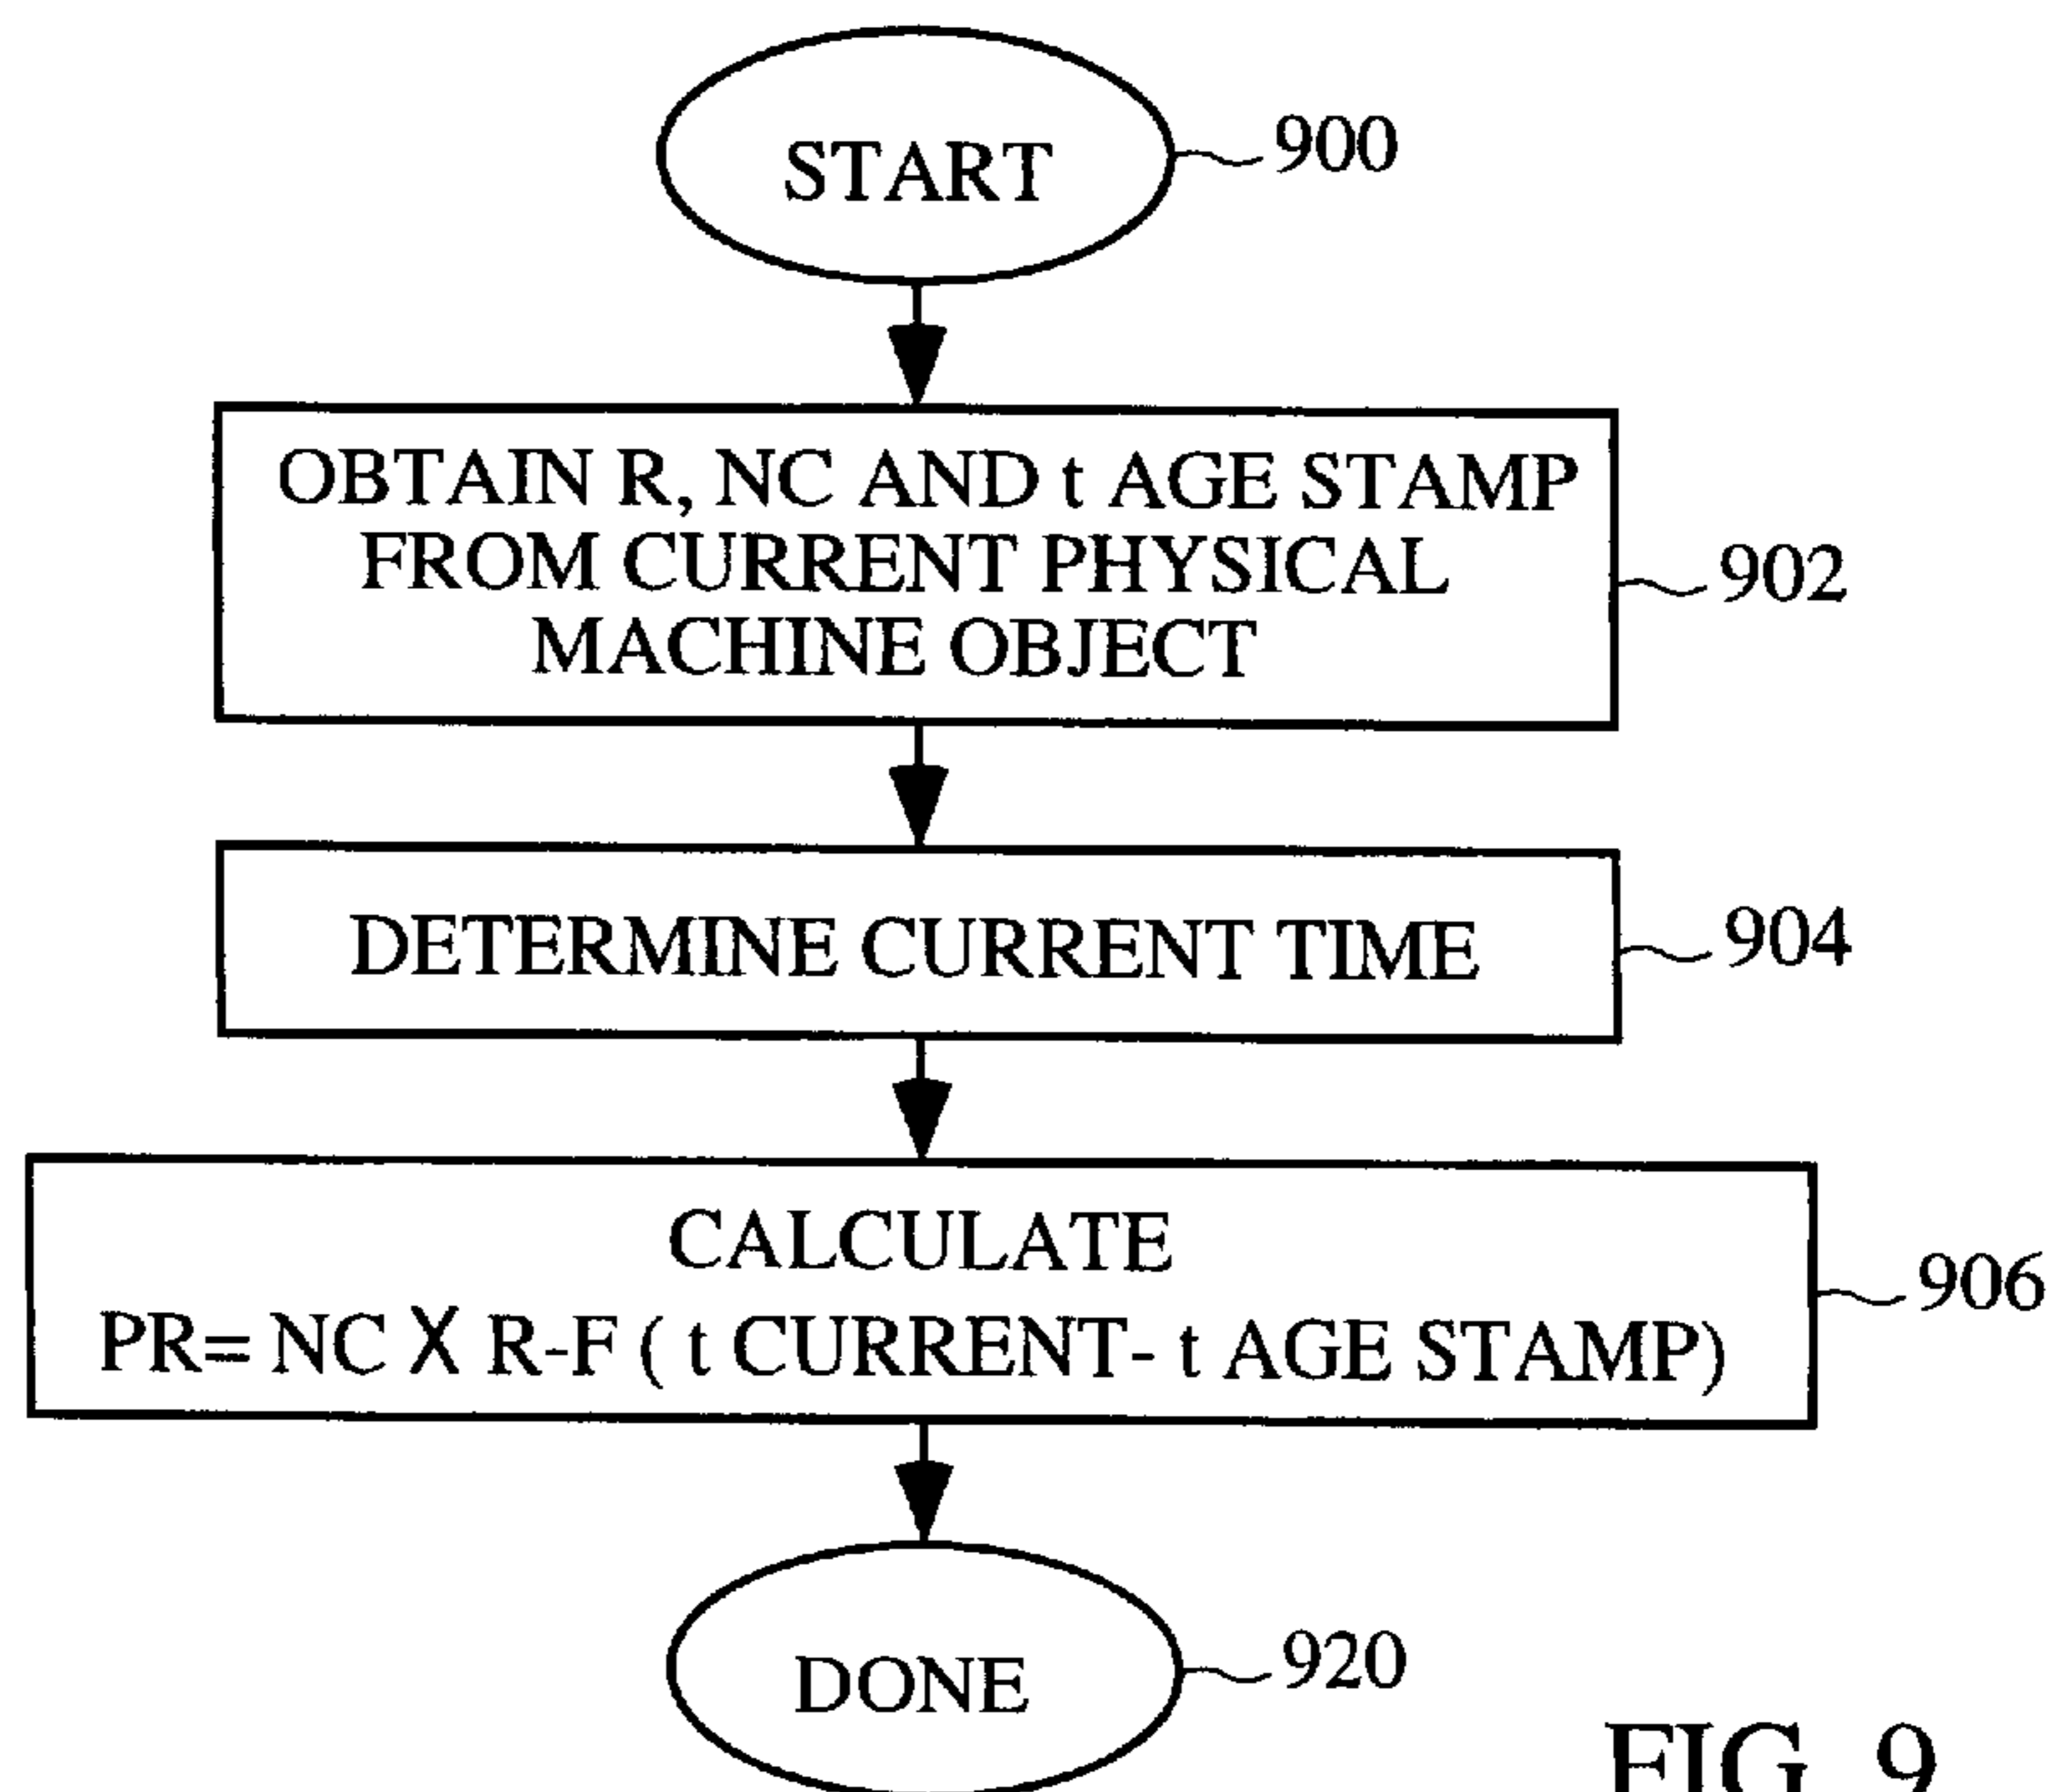 START
900
OBTAIN R, NC AND t AGE STAMP
FROM CURRENT PHYSICAL
MACHINE OBJECT
902
DETERMINE CURRENT TIME
904
CALCULATE
PR= NC X R-F ( t CURRENT- t AGE STAMP)
906
DONE
920
FIG. 9